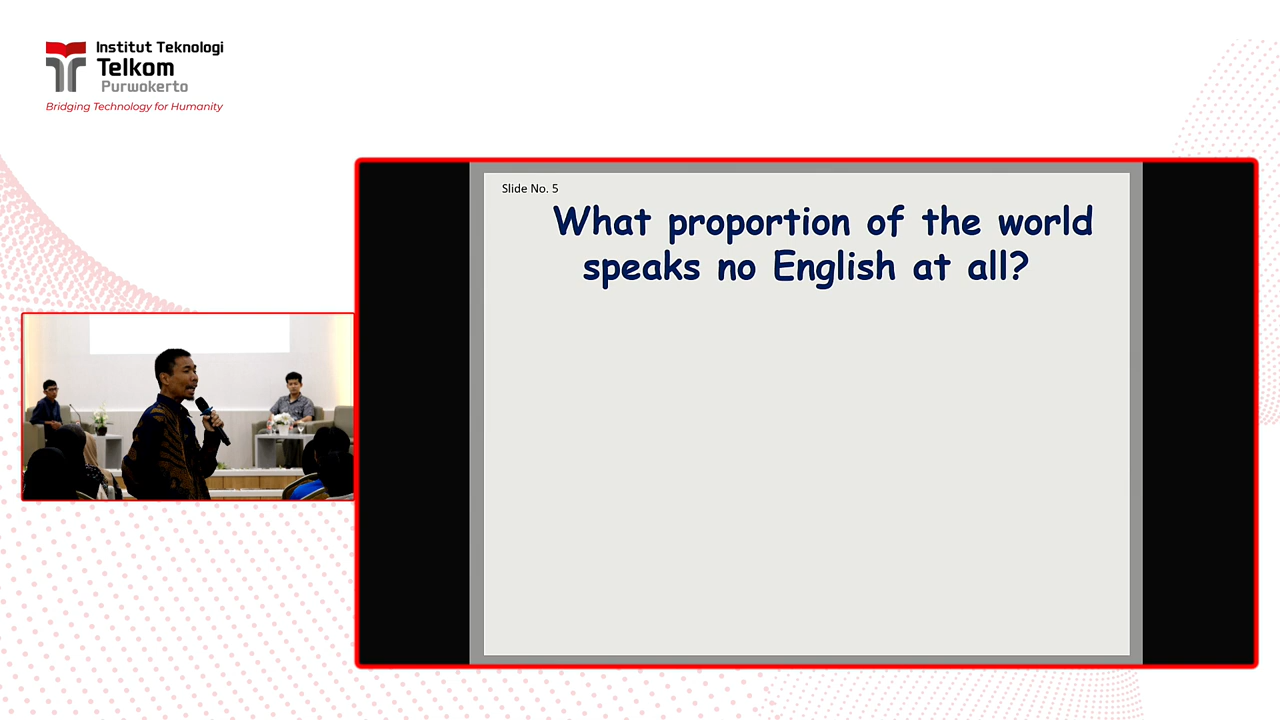 Institut Teknologi
Telkom
Purwokerto
Bridging Technology for Humanity
Slide No. 5
What proportion of the world
speaks no English at all?